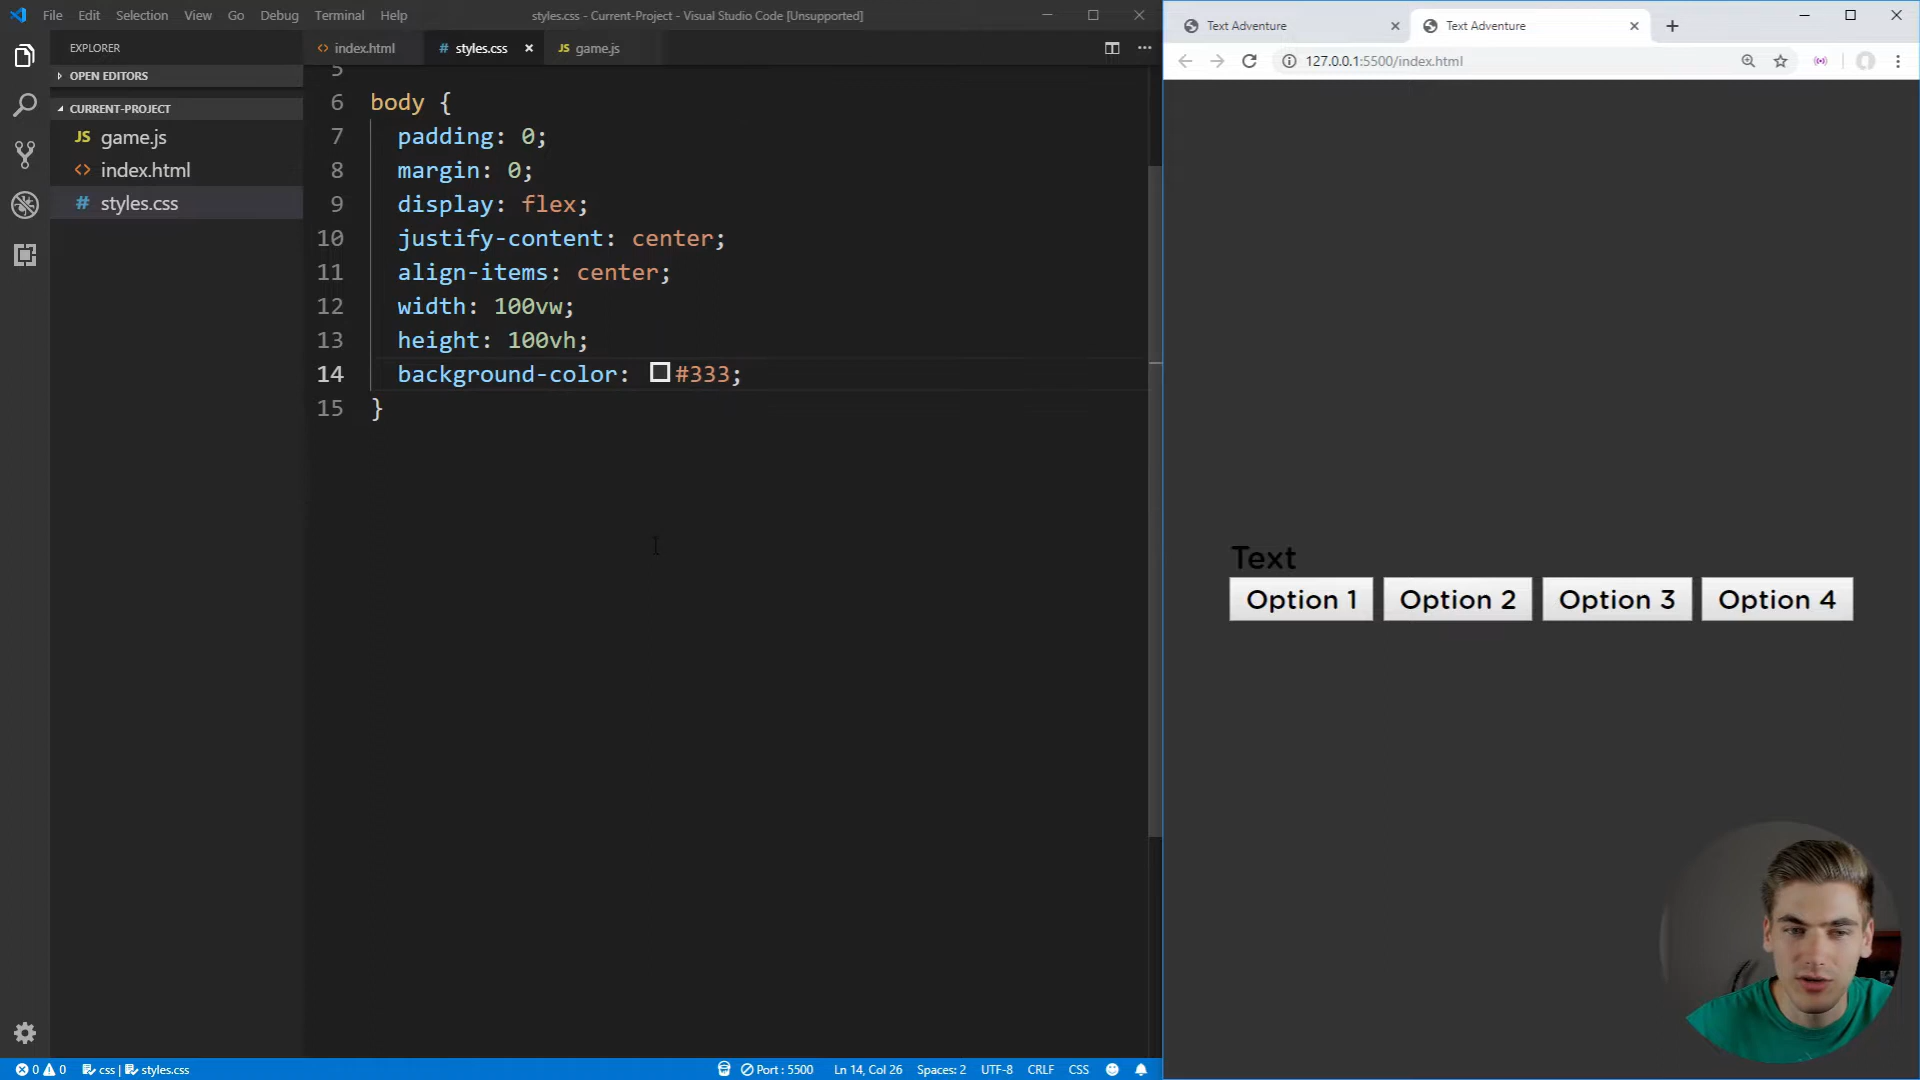 File Edit Selection View Go Debug Terminal Help
styles.css - Current-Project - Visual Studio Code [Unsupported]
EXPLORER
OPEN EDITORS
CURRENT-PROJECT
JS game.js
<> index.html
# styles.css
<> index.html
# styles.css ×
JS game.js
5
6 body {
7 padding: 0;
8 margin: 0;
9 display: flex;
10 justify-content: center;
11 align-items: center;
12 width: 100vw;
13 height: 100vh;
14 background-color: #333;
15 }
0 0 css | styles.css
Port : 5500 Ln 14, Col 26 Spaces: 2 UTF-8 CRLF CSS
Text Adventure
Text Adventure
127.0.0.1:5500/index.html
Text
Option 1 Option 2 Option 3 Option 4